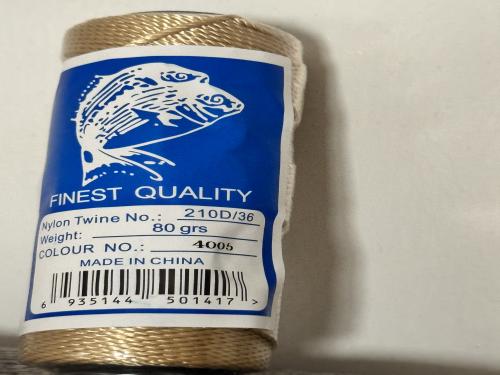 FINEST QUALITY
Nylon Twine No.: 210D/36
Weight: 80 grs
COLOUR NO.: 4005
MADE IN CHINA
6 935144 501417 >